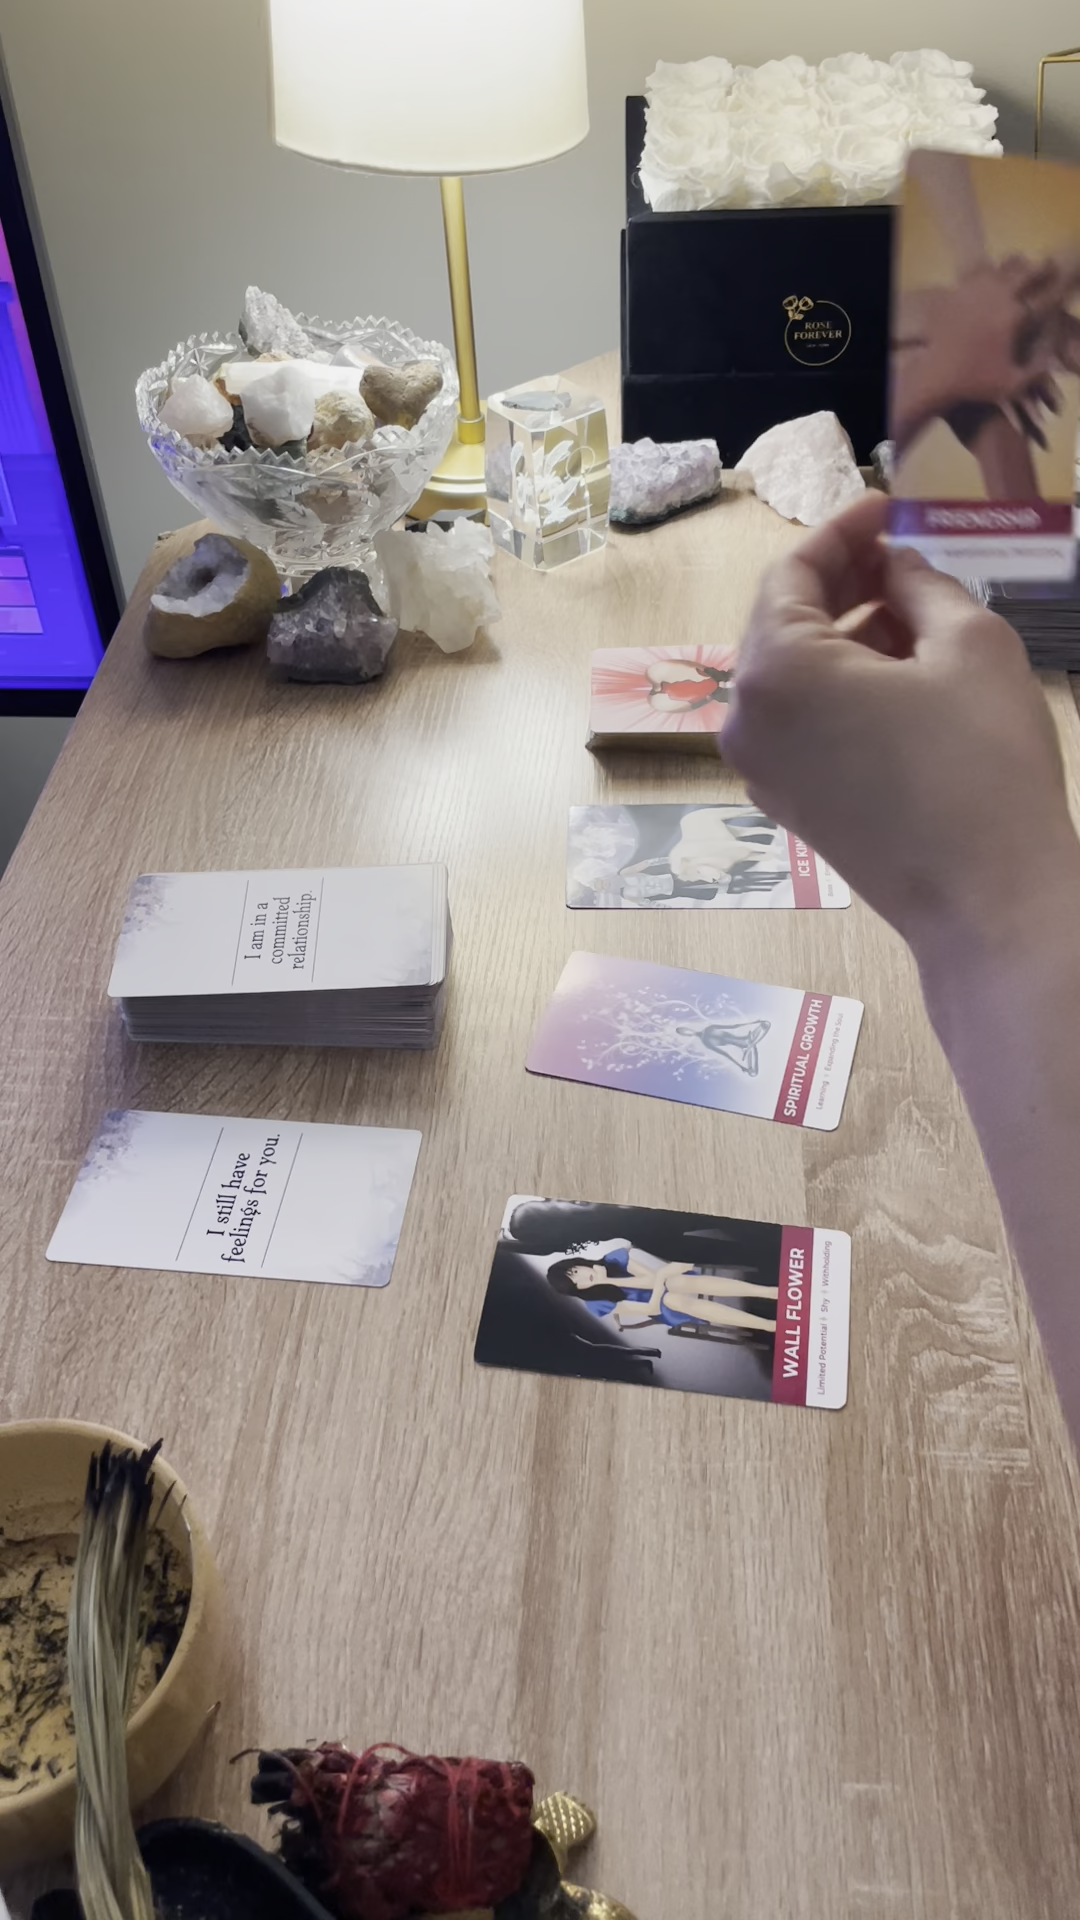 ROSE
FOREVER
FRIENDSHIP
ICE KIN
I am in a
committed
relationship.
SPIRITUAL GROWTH
Learning | Expanding the Soul
I still have
feelings for you.
WALL FLOWER
Limited Potential | Shy | Withholding